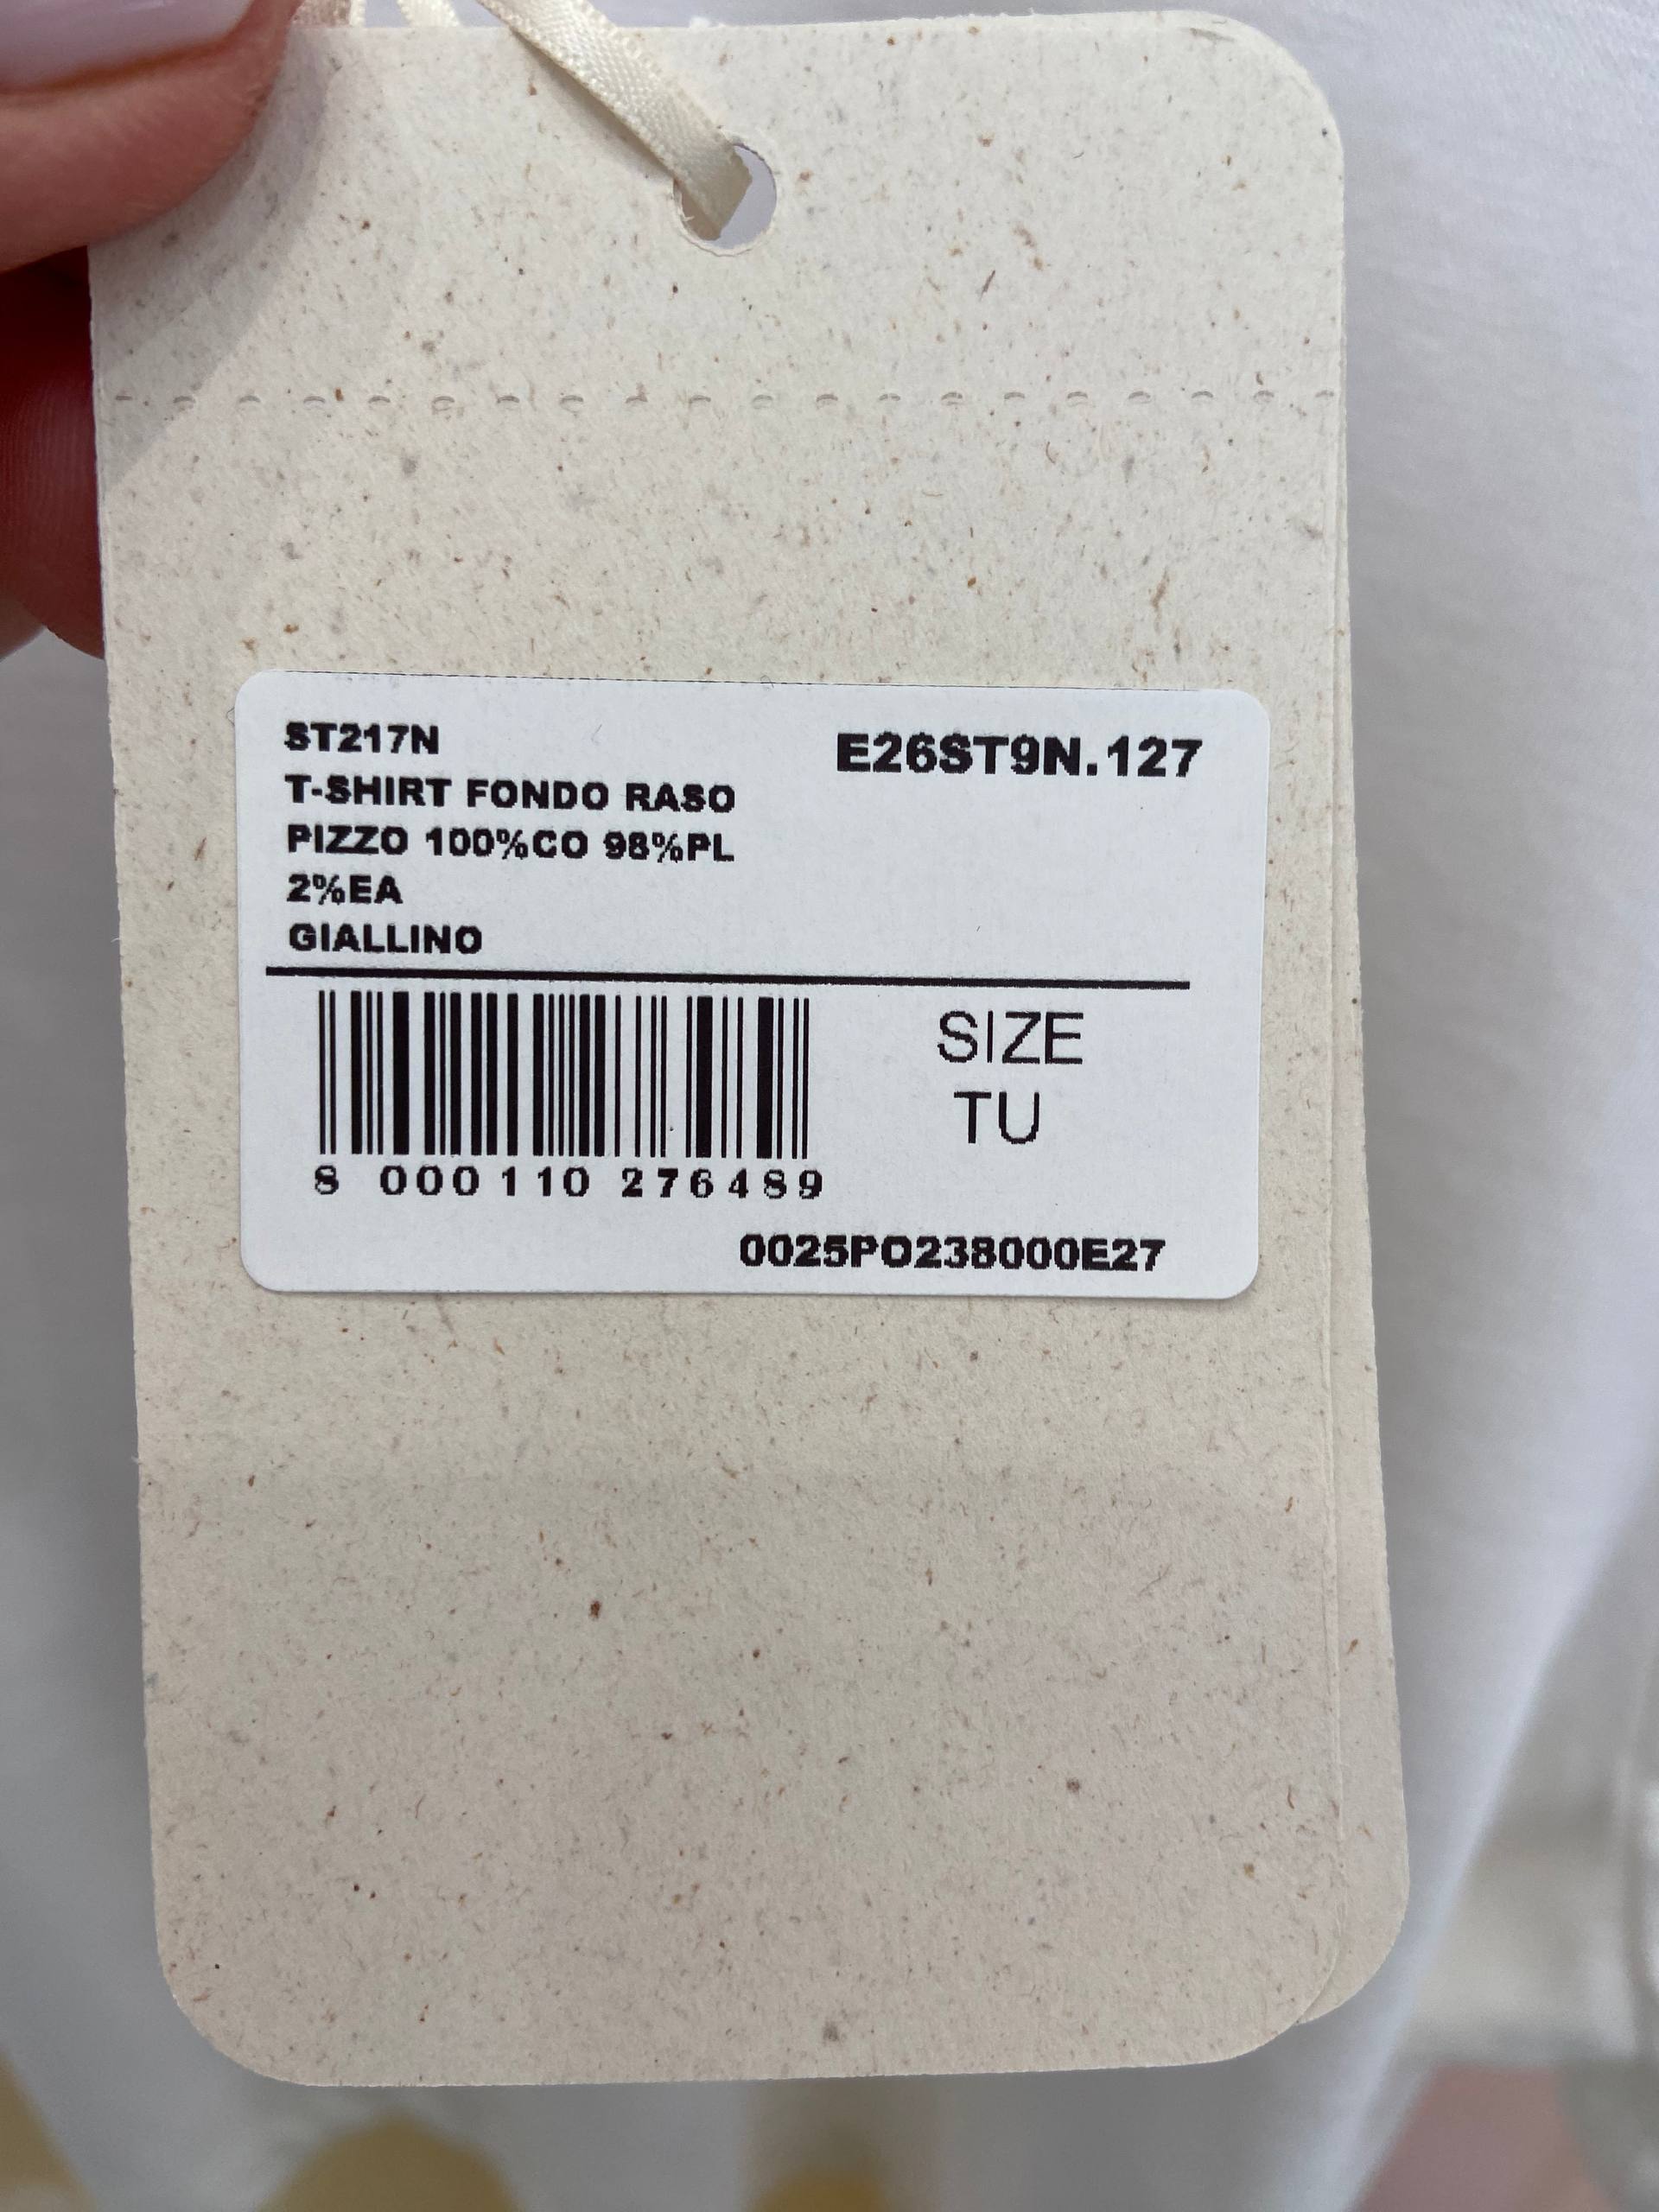 ST217N
E26ST9N.127
T-SHIRT FONDO RASO
PIZZO 100%CO 98%PL
2%EA
GIALLINO
SIZE
TU
8 000110 276489
0025PO238000E27